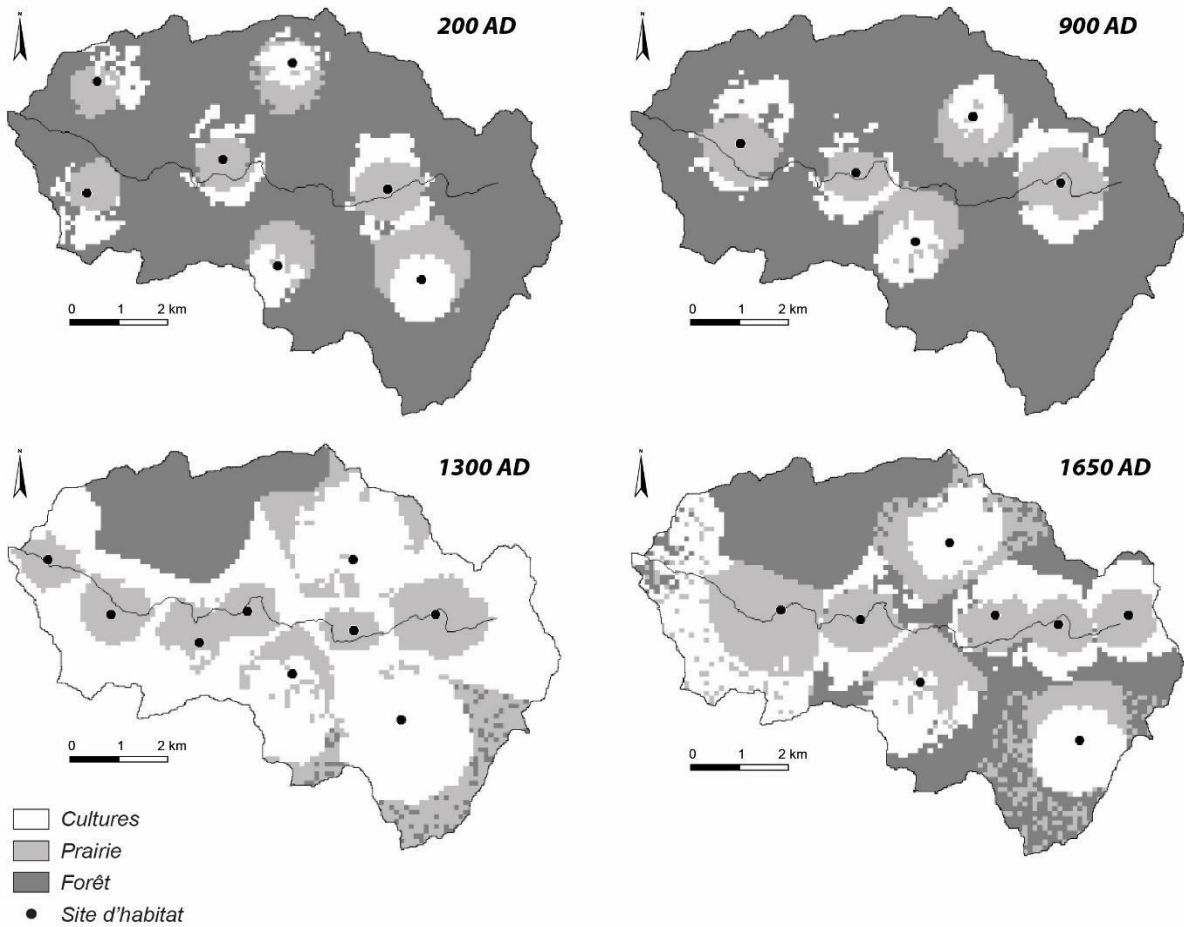 N
200 AD
0 1 2 km
N
900 AD
0 1 2 km
N
1300 AD
0 1 2 km
N
1650 AD
0 1 2 km
Cultures
Prairie
Forêt
Site d'habitat